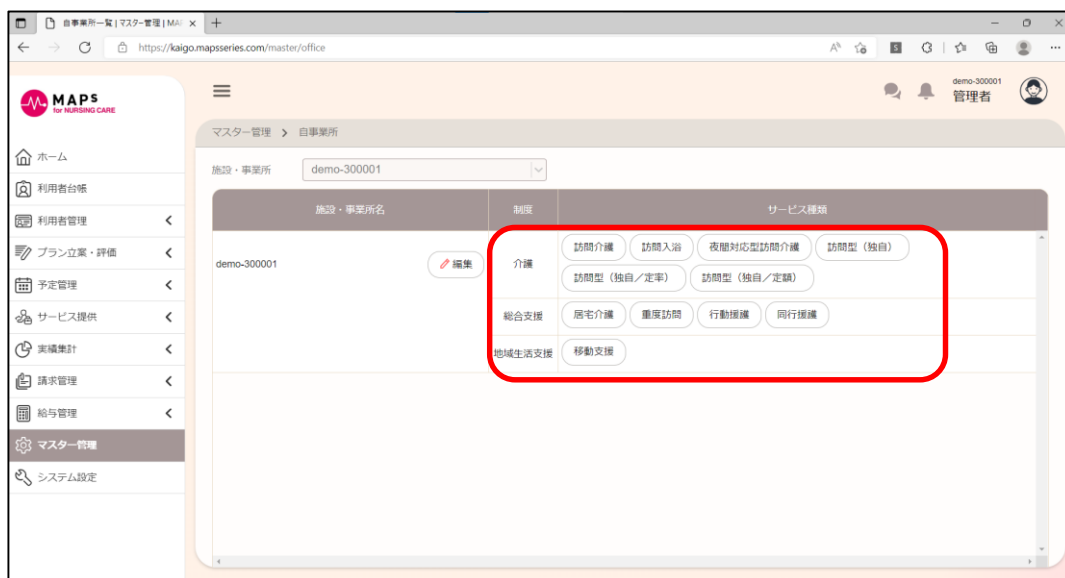 自事業所一覧 | マスター管理 | MAP
https://kaigo.mapsseries.com/master/office
MAPS
for NURSING CARE
demo-300001
管理者
マスター管理 > 自事業所
ホーム
利用者台帳
利用者管理
プラン立案・評価
予定管理
サービス提供
実績集計
請求管理
給与管理
マスター管理
システム設定
施設・事業所 demo-300001
施設・事業所名 制度 サービス種類
demo-300001 編集 介護 訪問介護 訪問入浴 夜間対応型訪問介護 訪問型（独自）
訪問型（独自／定率） 訪問型（独自／定額）
総合支援 居宅介護 重度訪問 行動援護 同行援護
地域生活支援 移動支援